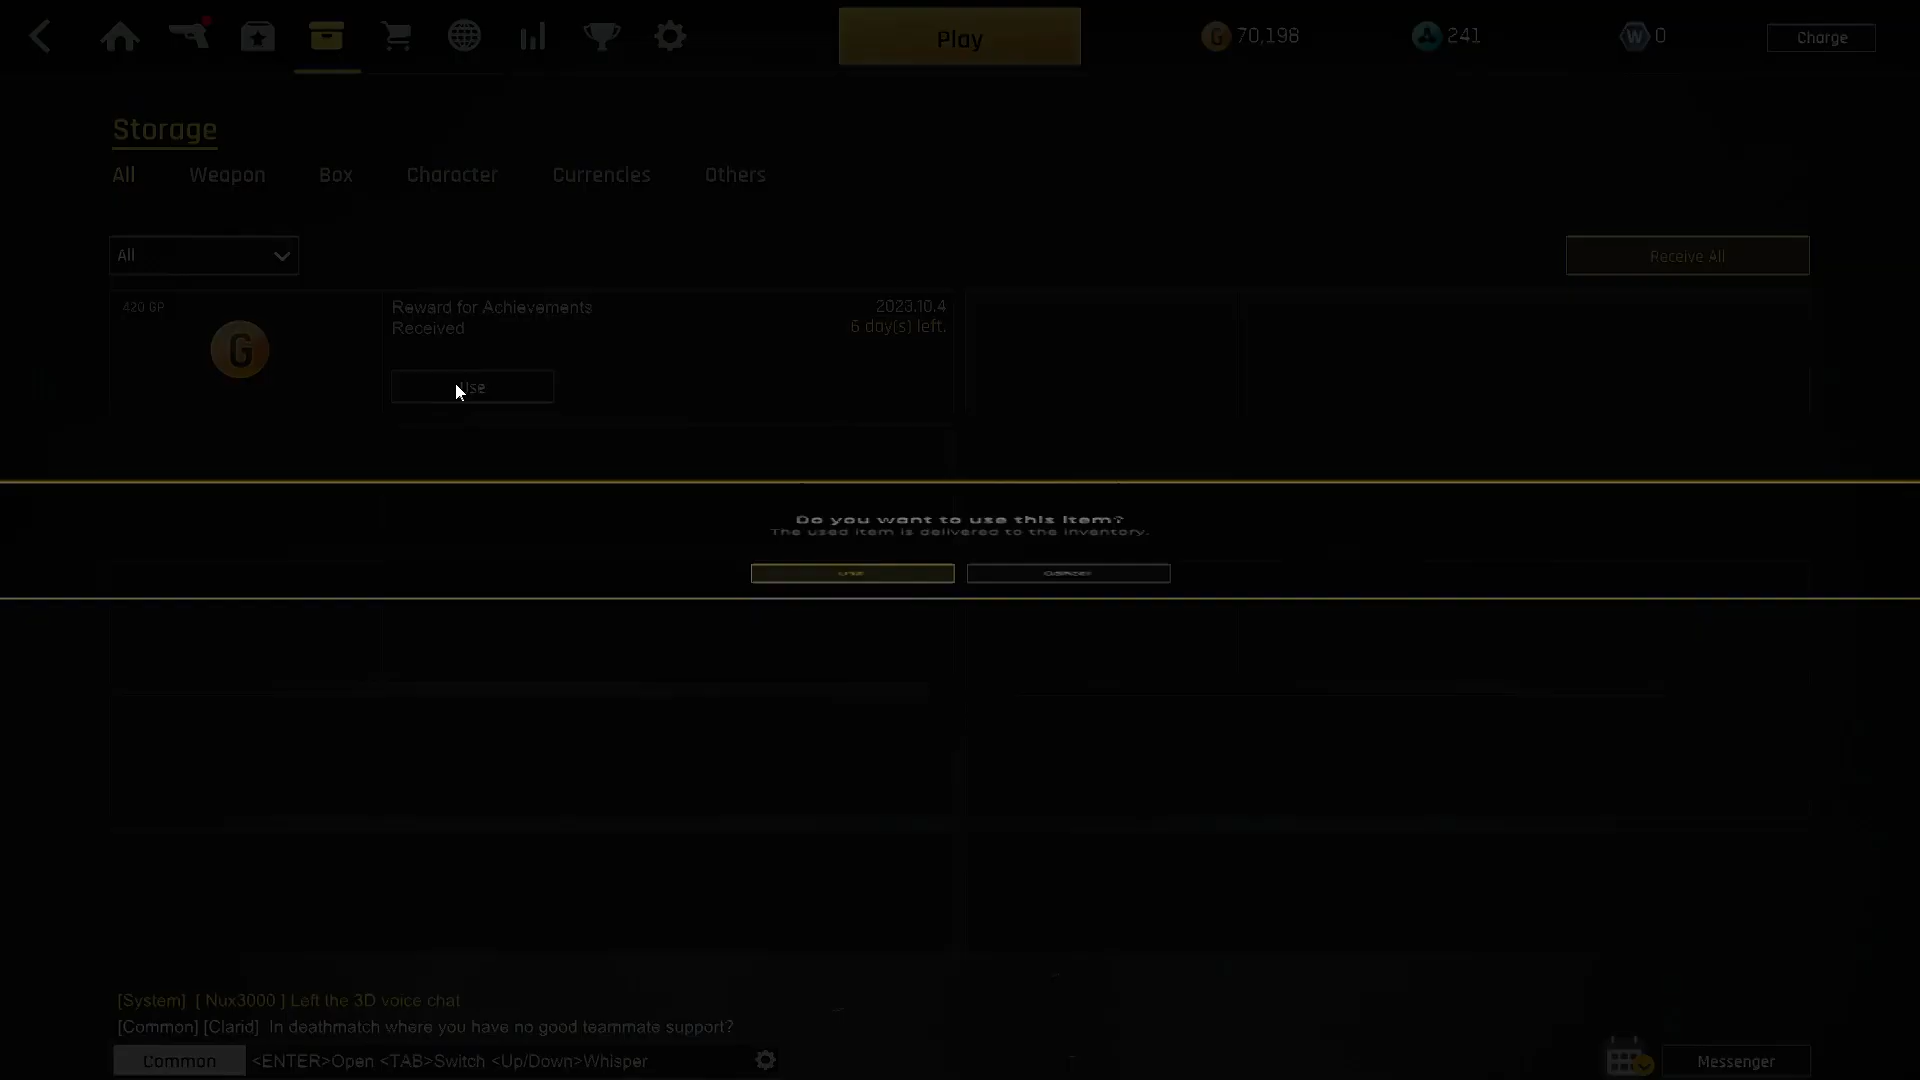 Play
G 70,198
241
W 0
Charge
Storage
All Weapon Box Character Currencies Others
All
Receive All
420 GP
G
Reward for Achievements
Received
2023.10.4
6 day(s) left.
Use
Do you want to use this item?
The used item is delivered to the inventory.
USE
CANCEL
[System] [ Nux3000 ] Left the 3D voice chat
[Common] [Clarid] In deathmatch where you have no good teammate support?
Common <ENTER>Open <TAB>Switch <Up/Down>Whisper
Messenger